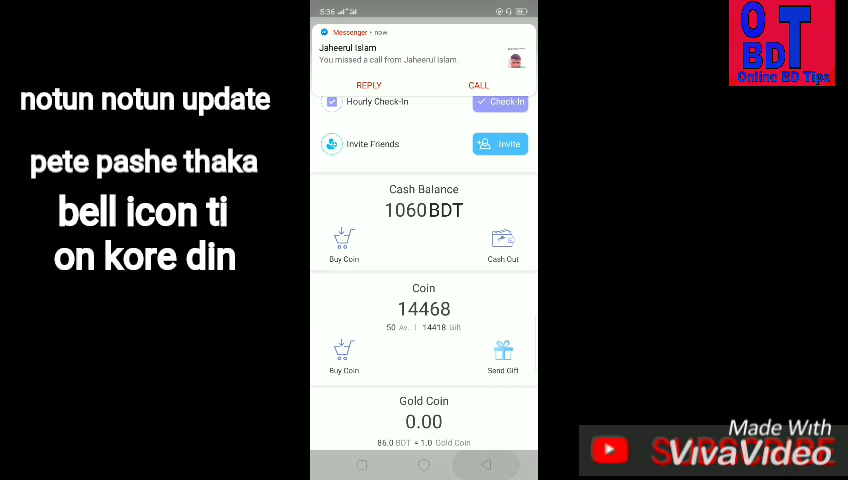 notun notun update
pete pashe thaka
bell icon ti
on kore din
5:36
Messenger • now
Jaheerul Islam
You missed a call from Jaheerul Islam.
REPLY CALL
Hourly Check-In Check-In
Invite Friends Invite
Cash Balance
1060BDT
Buy Coin Cash Out
Coin
14468
50 Av. | 14418 Gift
Buy Coin Send Gift
Gold Coin
0.00
86.0 BDT = 1.0 Gold Coin
O
T
BD
Online BD Tips
Made With
VivaVideo
SUBSCRIBE